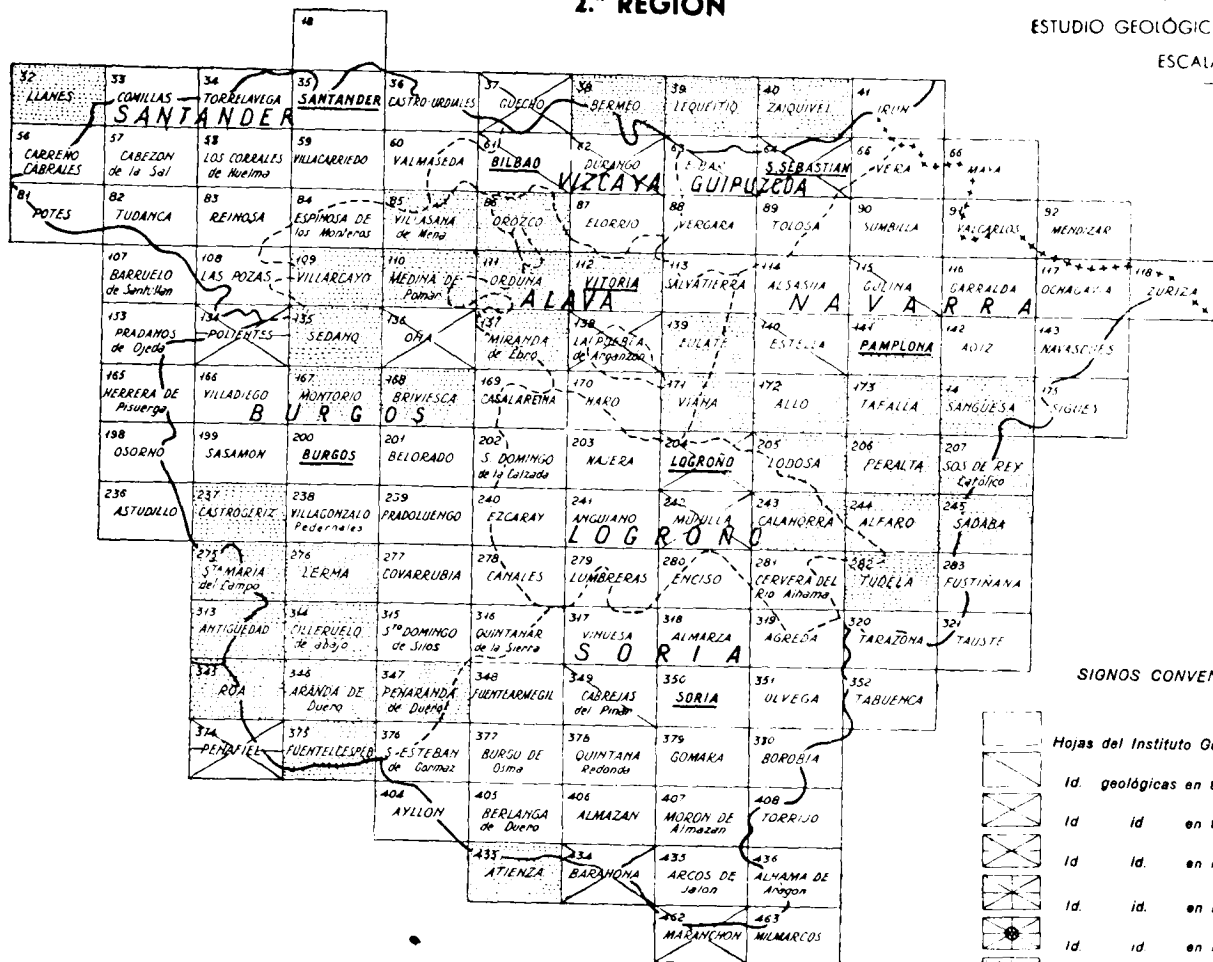 2.ª REGION
ESTUDIO GEOLÓGIC
ESCALA
18
32 33 34 35 36 37 38 39 40 41
LLANES COMILLAS TORRELAVEGA SANTANDER CASTRO-URDIALES GUECHO BERMEO LEQUEITIO ZAIQUIVEL IRUN
SANTANDER
56 57 58 59 60 61 62 63 64 65 66
CARREÑO CABEZON LOS CORRALES VILLACARRIEDO VALMASEDA BILBAO DURANGO S.SEBASTIAN VERA MAYA
CABRALES de la Sal de Huelma
VIZCAYA GUIPUZCOA
81 82 83 84 85 86 87 88 89 90 91 92
POTES TUDANCA REINOSA ESPINOSA DE VILLASANA OROZCO ELORRIO VERGARA TOLOSA SUMBILLA VALCARLOS MENDIZAR
los Monteros de Mena
107 108 109 110 111 112 113 114 115 116 117 118
BARRUELO LAS POZAS VILLARCAYO MEDINA DE ORDUÑA VITORIA SALVATIERRA ALSASUA GULINA GARRALDA OCHAGAVIA ZURIZA
de Santullan Pomar
ALAVA NAVARRA
133 134 135 136 137 138 139 140 141 142 143
PRADANOS POLIENTES SEDANO OÑA MIRANDA LA PUEBLA EULATE ESTELLA PAMPLONA AOIZ NAVASCUES
de Ojeda de Ebro de Arganzon
165 166 167 168 169 170 171 172 173 14 175
HERRERA DE VILLADIEGO MONTORIO BRIVIESCA CASALAREINA HARO VIANA ALLO TAFALLA SANGUESA SIGUES
Pisuerga
BURGOS
198 199 200 201 202 203 204 205 206 207
OSORNO SASAMON BURGOS BELORADO S. DOMINGO NAJERA LOGROÑO LODOSA PERALTA SOS DE REY
de la Calzada Católico
236 237 238 239 240 241 242 243 244 245
ASTUDILLO CASTROGERIZ VILLAGONZALO PRADOLUENGO EZCARAY ANGUIANO MUNILLA CALAHORRA ALFARO SADABA
Pedernales
LOGROÑO
275 276 277 278 279 280 281 282 283
Sᵀᴬ MARIA LERMA COVARRUBIA CANALES LUMBRERAS ENCISO CERVERA DEL TUDELA FUSTIÑANA
del Campo Rio Alhama
313 314 315 316 317 318 319 320 321
ANTIGÜEDAD CILLERUELO Sᵀᴼ DOMINGO QUINTANAR VINUESA ALMARZA AGREDA TARAZONA TAUSTE
de abajo de Silos de la Sierra
SORIA
345 346 347 348 349 350 351 352
ROA ARANDA DE PEÑARANDA FUENTEARMEGIL CABREJAS SORIA OLVEGA TABUENCA
Duero de Duero del Pinar
374 375 376 377 378 379 380
PEÑAFIEL FUENTELCESPED S-ESTEBAN BURGO DE QUINTANA GOMARA BOROBIA
de Gormaz Osma Redonda
404 405 406 407 408
AYLLON BERLANGA ALMAZAN MORON DE TORRIJO
de Duero Almazan
433 434 435 436
ATIENZA BARAHONA ARCOS DE ALHAMA DE
Jalon Aragon
462 463
MARANCHON MILMARCOS
SIGNOS CONVEN
Hojas del Instituto G
Id. geológicas en
Id id en
Id id. en
Id. id. en
Id. id en